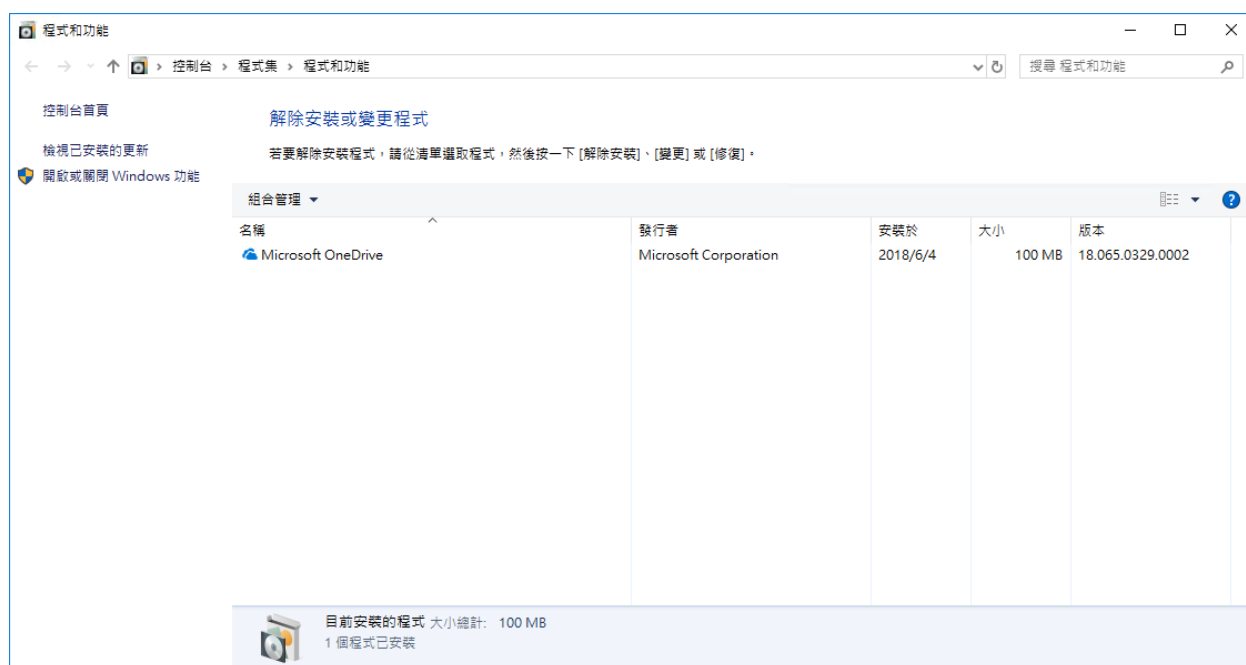 程式和功能
控制台 › 程式集 › 程式和功能
搜尋 程式和功能
控制台首頁
檢視已安裝的更新
開啟或關閉 Windows 功能
解除安裝或變更程式
若要解除安裝程式，請從清單選取程式，然後按一下 [解除安裝]、[變更] 或 [修復]。
組合管理
名稱 發行者 安裝於 大小 版本
Microsoft OneDrive Microsoft Corporation 2018/6/4 100 MB 18.065.0329.0002
目前安裝的程式 大小總計: 100 MB
1 個程式已安裝